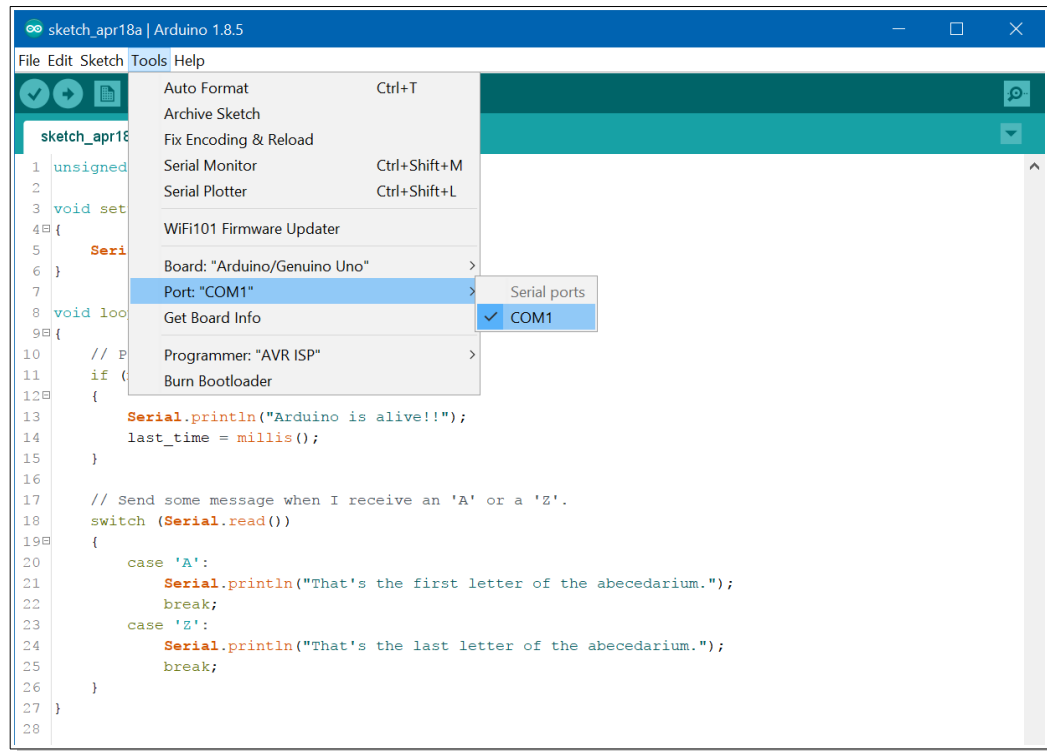 sketch_apr18a | Arduino 1.8.5
File Edit Sketch Tools Help
Auto Format Ctrl+T
Archive Sketch
sketch_apr18
Fix Encoding & Reload
1 unsigned
Serial Monitor Ctrl+Shift+M
2
Serial Plotter Ctrl+Shift+L
3 void set
4 {
WiFi101 Firmware Updater
5 Seri
6 }
Board: "Arduino/Genuino Uno"
7
Port: "COM1"
Serial ports
8 void loo
Get Board Info
COM1
9 {
10 // P
Programmer: "AVR ISP"
11 if (
Burn Bootloader
12 {
13 Serial.println("Arduino is alive!!");
14 last_time = millis();
15 }
16
17 // Send some message when I receive an 'A' or a 'Z'.
18 switch (Serial.read())
19 {
20 case 'A':
21 Serial.println("That's the first letter of the abecedarium.");
22 break;
23 case 'Z':
24 Serial.println("That's the last letter of the abecedarium.");
25 break;
26 }
27 }
28